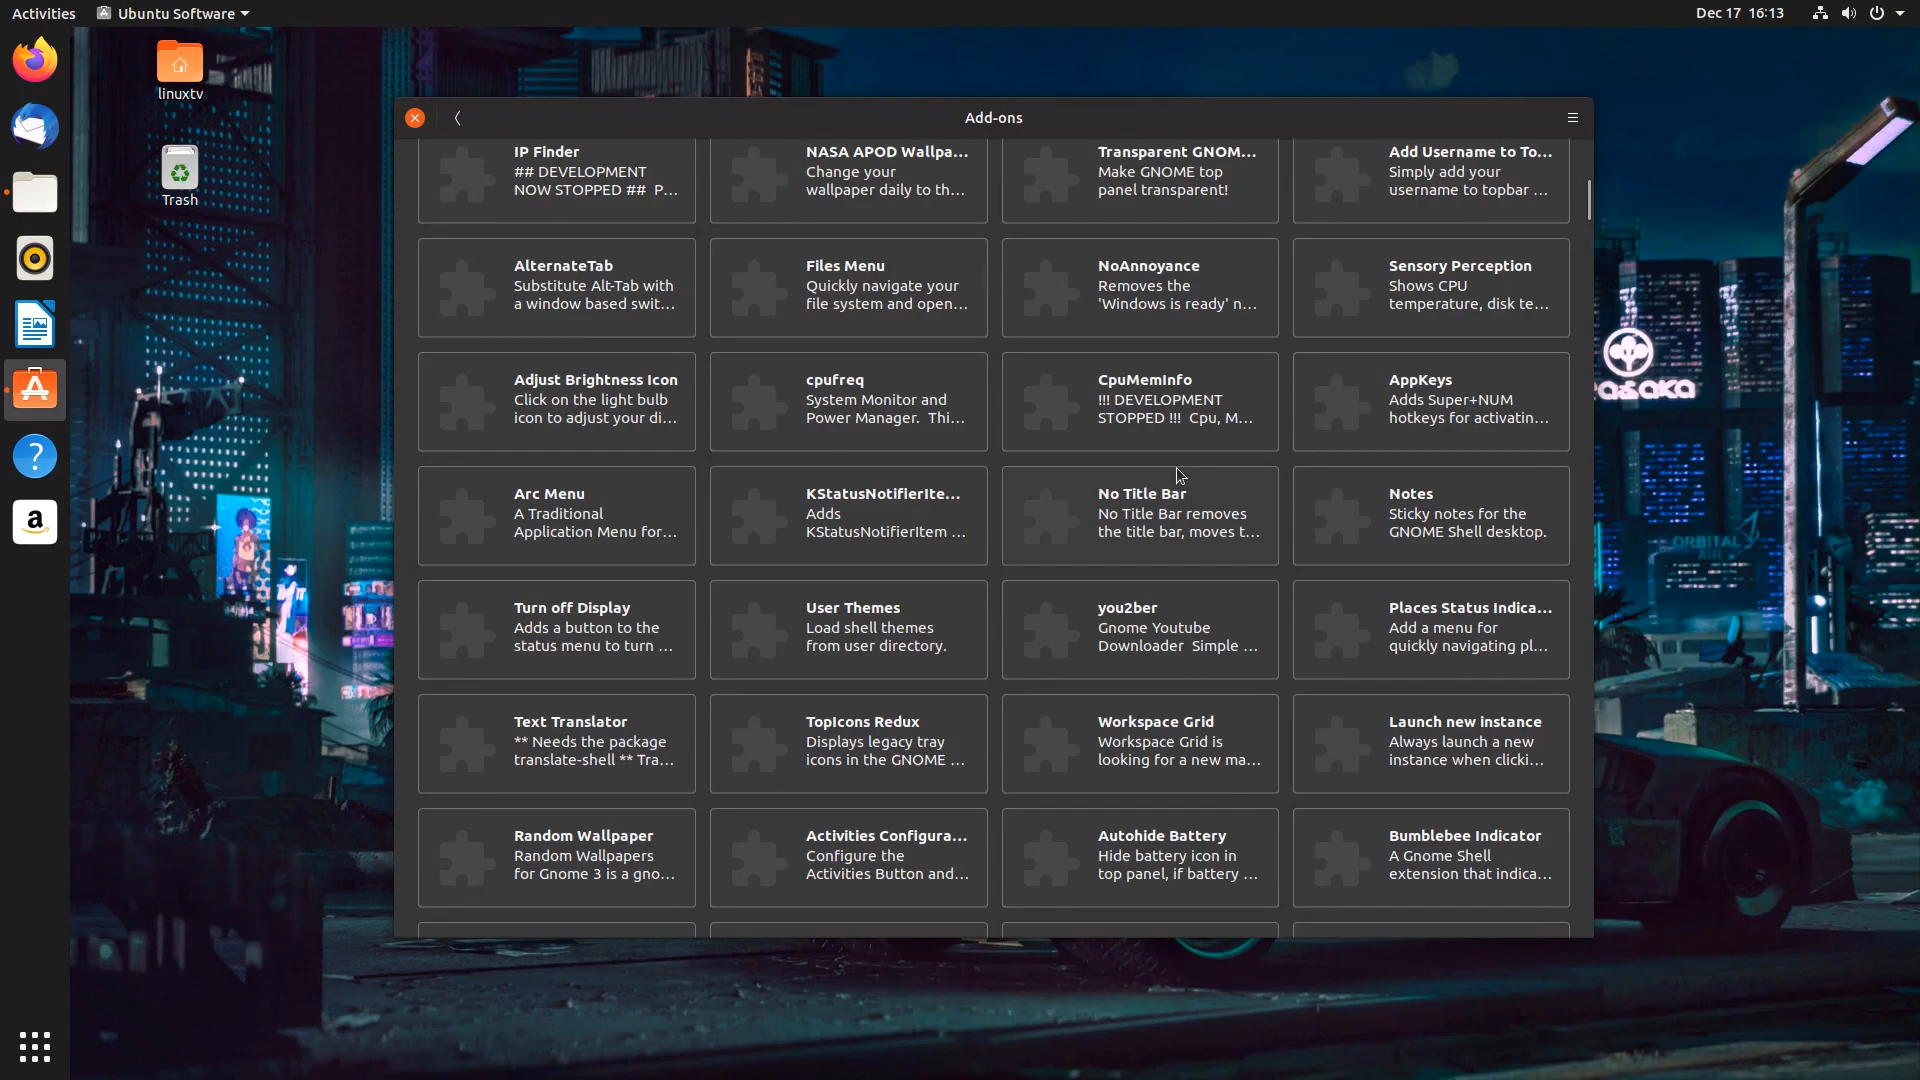 Activities
Ubuntu Software
Dec 17 16:13
linuxtv
Trash
Add-ons
IP Finder
## DEVELOPMENT
NOW STOPPED ## P...
NASA APOD Wallpa...
Change your
wallpaper daily to th...
Transparent GNOM...
Make GNOME top
panel transparent!
Add Username to To...
Simply add your
username to topbar ...
AlternateTab
Substitute Alt-Tab with
a window based swit...
Files Menu
Quickly navigate your
file system and open...
NoAnnoyance
Removes the
'Windows is ready' n...
Sensory Perception
Shows CPU
temperature, disk te...
Adjust Brightness Icon
Click on the light bulb
icon to adjust your di...
cpufreq
System Monitor and
Power Manager. Thi...
CpuMemInfo
!!! DEVELOPMENT
STOPPED !!! Cpu, M...
AppKeys
Adds Super+NUM
hotkeys for activatin...
Arc Menu
A Traditional
Application Menu for...
KStatusNotifierIte...
Adds
KStatusNotifierItem ...
No Title Bar
No Title Bar removes
the title bar, moves t...
Notes
Sticky notes for the
GNOME Shell desktop.
Turn off Display
Adds a button to the
status menu to turn ...
User Themes
Load shell themes
from user directory.
you2ber
Gnome Youtube
Downloader Simple ...
Places Status Indica...
Add a menu for
quickly navigating pl...
Text Translator
** Needs the package
translate-shell ** Tra...
TopIcons Redux
Displays legacy tray
icons in the GNOME ...
Workspace Grid
Workspace Grid is
looking for a new ma...
Launch new instance
Always launch a new
instance when clicki...
Random Wallpaper
Random Wallpapers
for Gnome 3 is a gno...
Activities Configura...
Configure the
Activities Button and...
Autohide Battery
Hide battery icon in
top panel, if battery ...
Bumblebee Indicator
A Gnome Shell
extension that indica...
asaka
ORBITAL
AIR